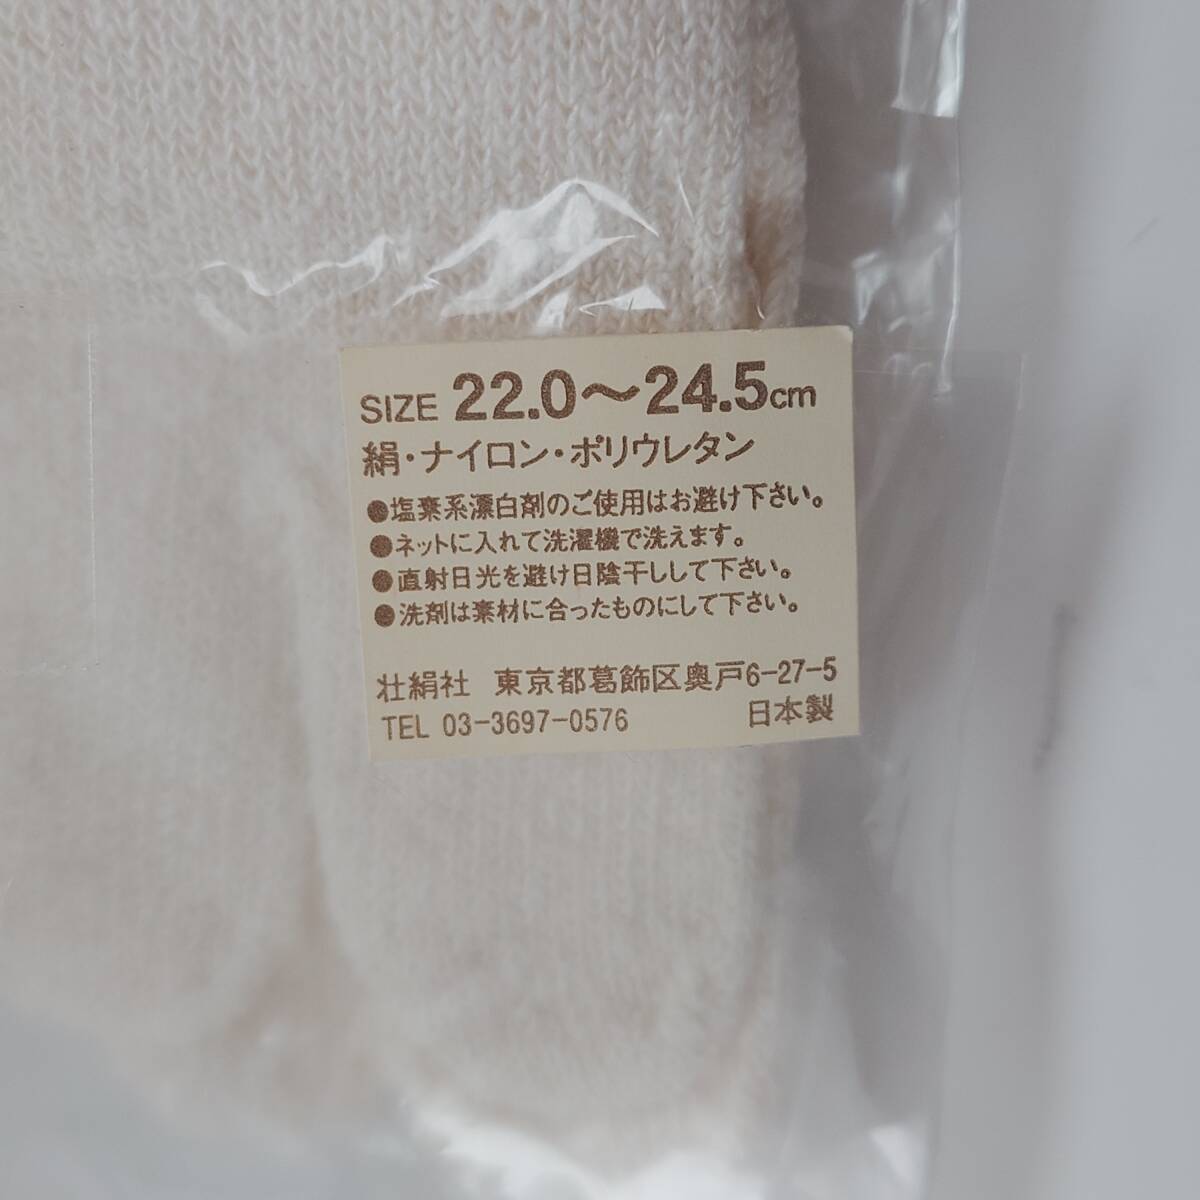 SIZE 22.0～24.5cm
絹・ナイロン・ポリウレタン
●塩素系漂白剤のご使用はお避け下さい。
●ネットに入れて洗濯機で洗えます。
●直射日光を避け日陰干しして下さい。
●洗剤は素材に合ったものにして下さい。
壮絹社 東京都葛飾区奥戸6-27-5
TEL 03-3697-0576 日本製